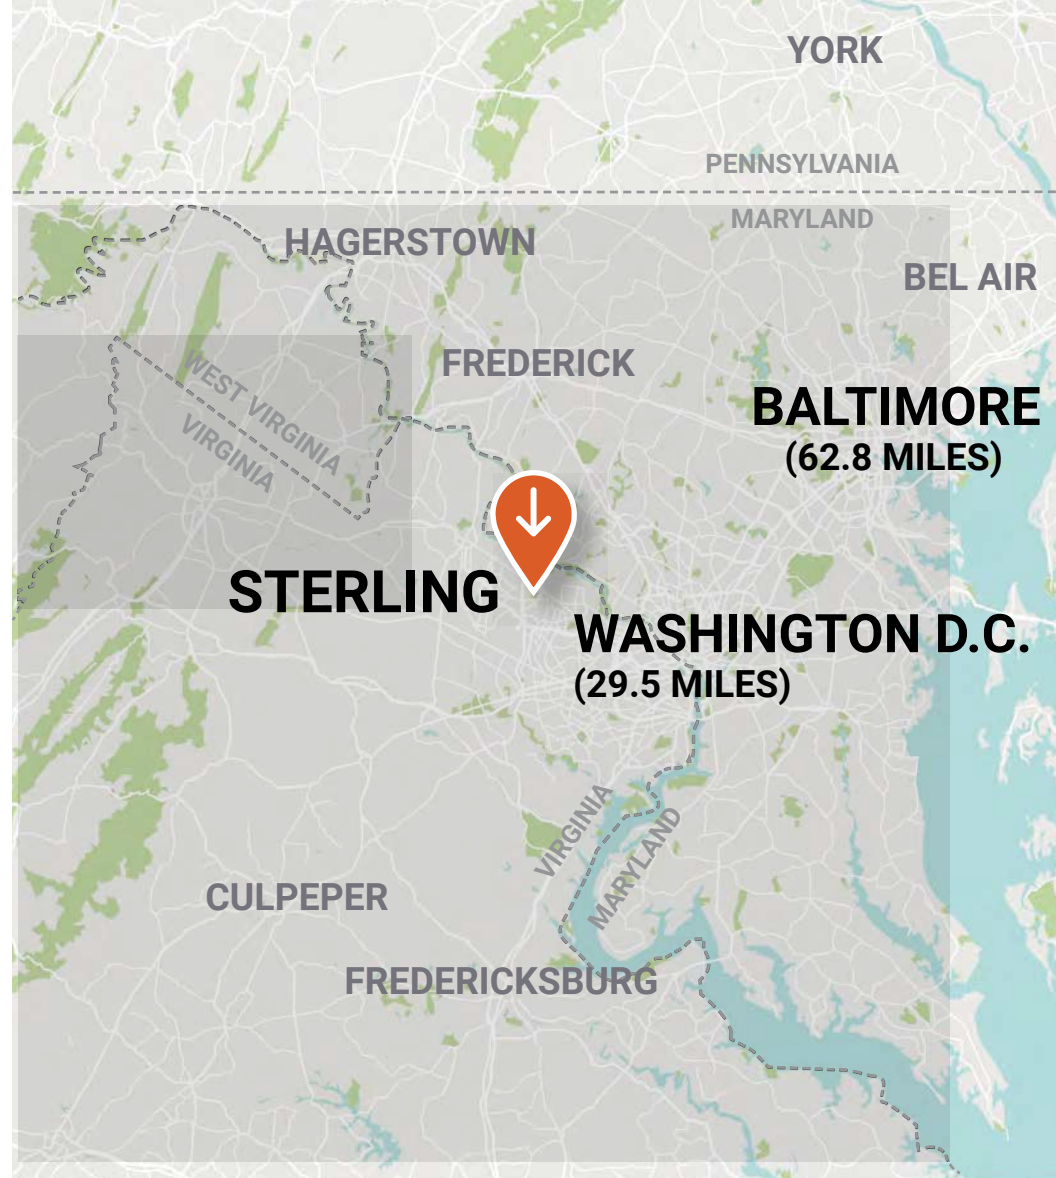 YORK
PENNSYLVANIA
MARYLAND
HAGERSTOWN
BEL AIR
FREDERICK
WEST VIRGINIA
VIRGINIA
BALTIMORE
(62.8 MILES)
STERLING
WASHINGTON D.C.
(29.5 MILES)
VIRGINIA
MARYLAND
CULPEPER
FREDERICKSBURG